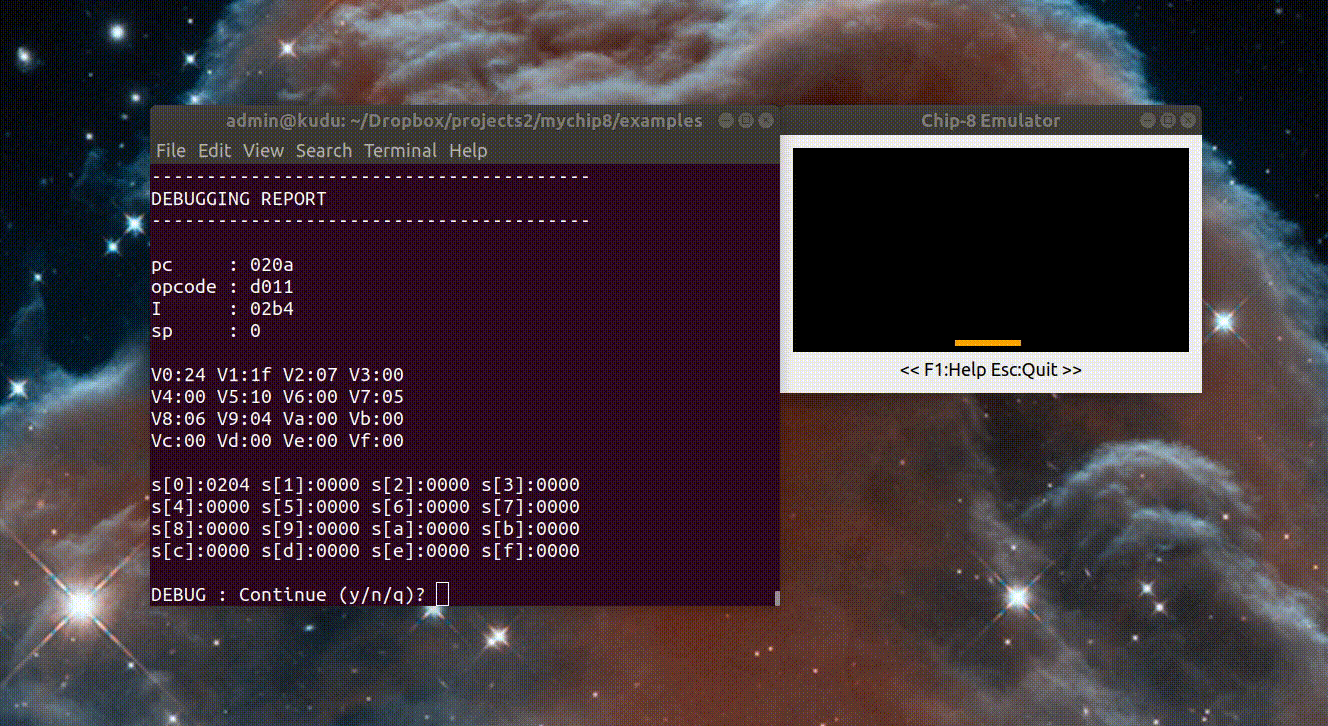 admin@kudu: ~/Dropbox/projects2/mychip8/examples
File Edit View Search Terminal Help
----------------------------------------
DEBUGGING REPORT
----------------------------------------
pc     : 020a
opcode : d011
I      : 02b4
sp     : 0
V0:24 V1:1f V2:07 V3:00
V4:00 V5:10 V6:00 V7:05
V8:06 V9:04 Va:00 Vb:00
Vc:00 Vd:00 Ve:00 Vf:00
s[0]:0204 s[1]:0000 s[2]:0000 s[3]:0000
s[4]:0000 s[5]:0000 s[6]:0000 s[7]:0000
s[8]:0000 s[9]:0000 s[a]:0000 s[b]:0000
s[c]:0000 s[d]:0000 s[e]:0000 s[f]:0000
DEBUG : Continue (y/n/q)?
Chip-8 Emulator
<< F1:Help Esc:Quit >>